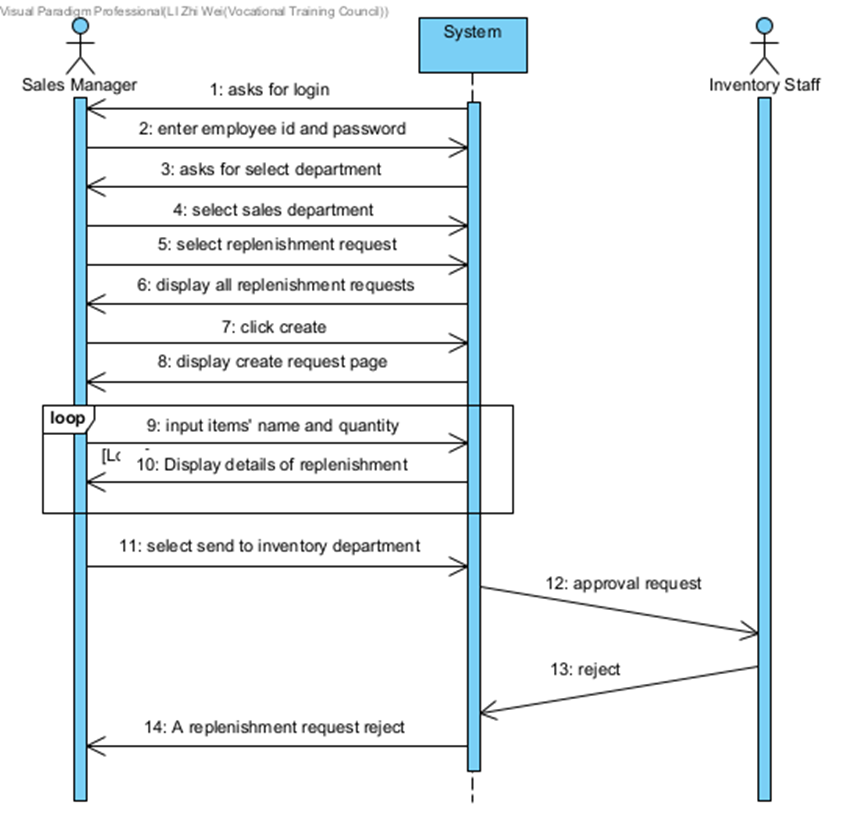 Visual Paradigm Professional(LI Zhi Wei(Vocational Training Council))
System
Sales Manager
Inventory Staff
1: asks for login
2: enter employee id and password
3: asks for select department
4: select sales department
5: select replenishment request
6: display all replenishment requests
7: click create
8: display create request page
loop
9: input items' name and quantity
10: Display details of replenishment
11: select send to inventory department
12: approval request
13: reject
14: A replenishment request reject